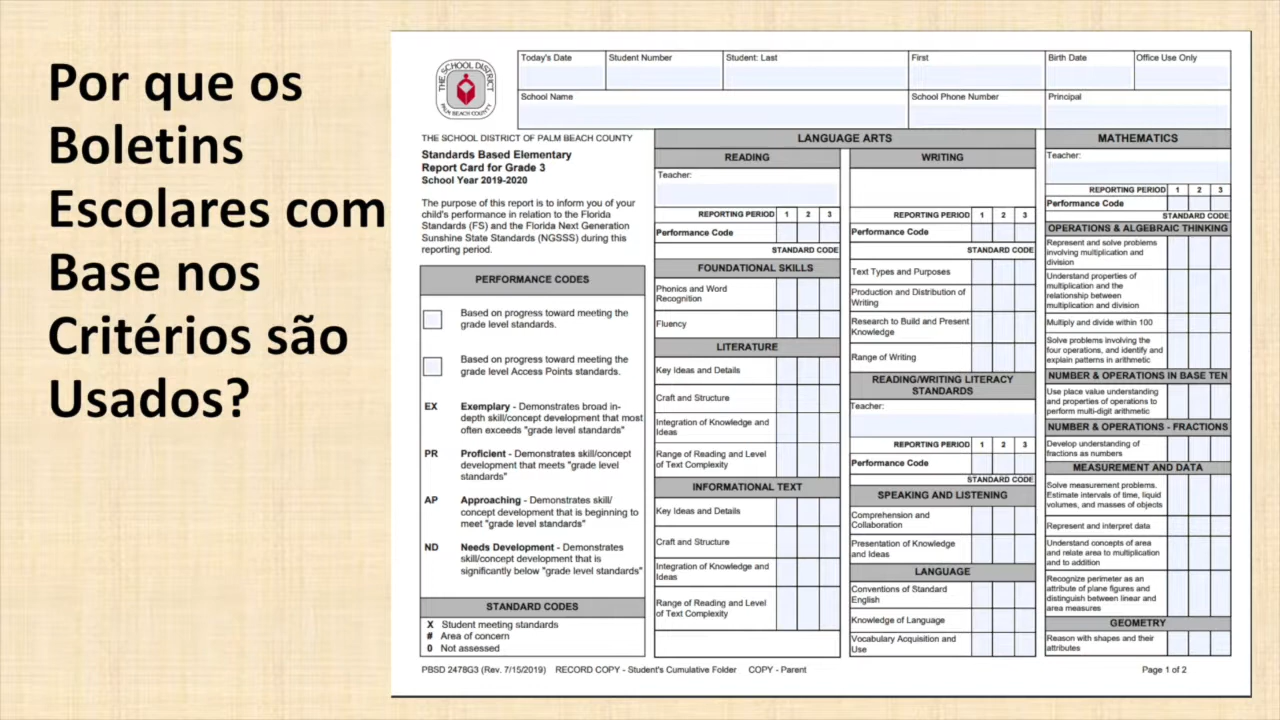 Por que os
Boletins
Escolares com
Base nos
Critérios são
Usados?
THE SCHOOL DISTRICT
PALM BEACH COUNTY
Today's Date
Student Number
Student: Last
First
Birth Date
Office Use Only
School Name
School Phone Number
Principal
THE SCHOOL DISTRICT OF PALM BEACH COUNTY
Standards Based Elementary
Report Card for Grade 3
School Year 2019-2020
The purpose of this report is to inform you of your
child's performance in relation to the Florida
Standards (FS) and the Florida Next Generation
Sunshine State Standards (NGSSS) during this
reporting period.
PERFORMANCE CODES
Based on progress toward meeting the
grade level standards.
Based on progress toward meeting the
grade level Access Points standards.
EX Exemplary - Demonstrates broad in-
depth skill/concept development that most
often exceeds "grade level standards"
PR Proficient - Demonstrates skill/concept
development that meets "grade level
standards"
AP Approaching - Demonstrates skill/
concept development that is beginning to
meet "grade level standards"
ND Needs Development - Demonstrates
skill/concept development that is
significantly below "grade level standards"
STANDARD CODES
X Student meeting standards
# Area of concern
0 Not assessed
LANGUAGE ARTS
READING
Teacher:
REPORTING PERIOD 1 2 3
Performance Code
STANDARD CODE
FOUNDATIONAL SKILLS
Phonics and Word
Recognition
Fluency
LITERATURE
Key Ideas and Details
Craft and Structure
Integration of Knowledge and
Ideas
Range of Reading and Level
of Text Complexity
INFORMATIONAL TEXT
Key Ideas and Details
Craft and Structure
Integration of Knowledge and
Ideas
Range of Reading and Level
of Text Complexity
WRITING
REPORTING PERIOD 1 2 3
Performance Code
STANDARD CODE
Text Types and Purposes
Production and Distribution of
Writing
Research to Build and Present
Knowledge
Range of Writing
READING/WRITING LITERACY
STANDARDS
Teacher:
REPORTING PERIOD 1 2 3
Performance Code
STANDARD CODE
SPEAKING AND LISTENING
Comprehension and
Collaboration
Presentation of Knowledge
and Ideas
LANGUAGE
Conventions of Standard
English
Knowledge of Language
Vocabulary Acquisition and
Use
MATHEMATICS
Teacher:
REPORTING PERIOD 1 2 3
Performance Code
STANDARD CODE
OPERATIONS & ALGEBRAIC THINKING
Represent and solve problems
involving multiplication and
division
Understand properties of
multiplication and the
relationship between
multiplication and division
Multiply and divide within 100
Solve problems involving the
four operations, and identify and
explain patterns in arithmetic
NUMBER & OPERATIONS IN BASE TEN
Use place value understanding
and properties of operations to
perform multi-digit arithmetic
NUMBER & OPERATIONS - FRACTIONS
Develop understanding of
fractions as numbers
MEASUREMENT AND DATA
Solve measurement problems.
Estimate intervals of time, liquid
volumes, and masses of objects
Represent and interpret data
Understand concepts of area
and relate area to multiplication
and to addition
Recognize perimeter as an
attribute of plane figures and
distinguish between linear and
area measures
GEOMETRY
Reason with shapes and their
attributes
PBSD 2478G3 (Rev. 7/15/2019) RECORD COPY - Student's Cumulative Folder COPY - Parent
Page 1 of 2